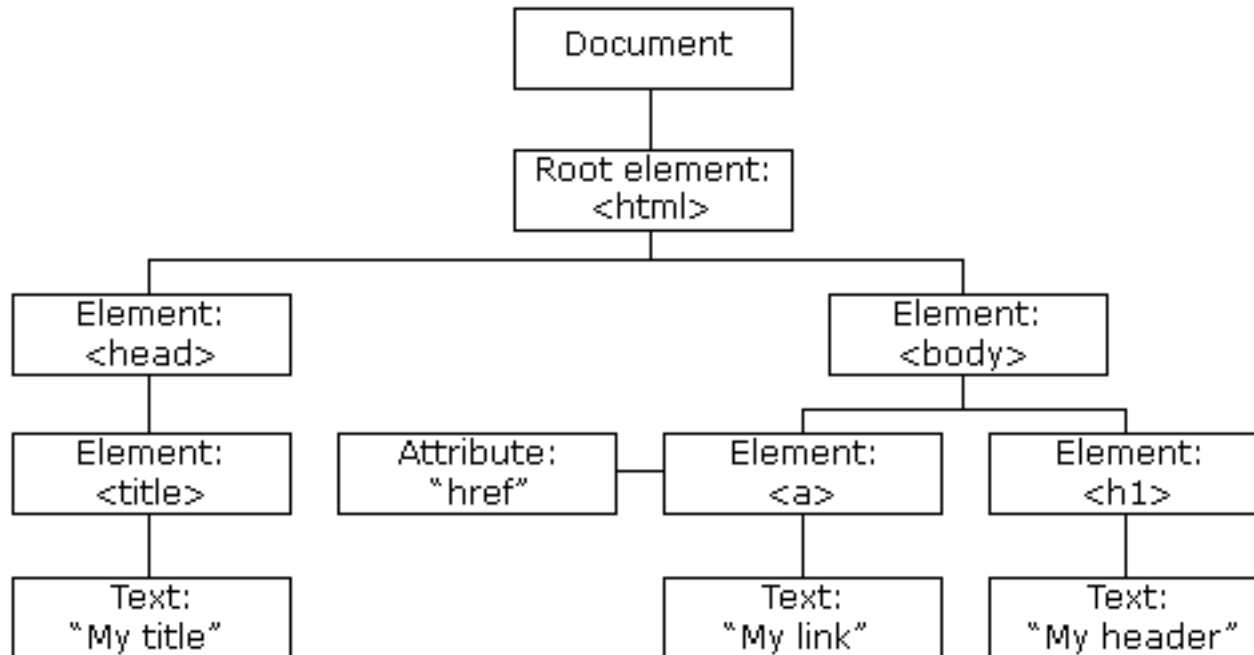 Document
Root element:
<html>
Element:
<head>
Element:
<body>
Element:
<title>
Attribute:
“href”
Element:
<a>
Element:
<h1>
Text:
“My title”
Text:
“My link”
Text:
“My header”